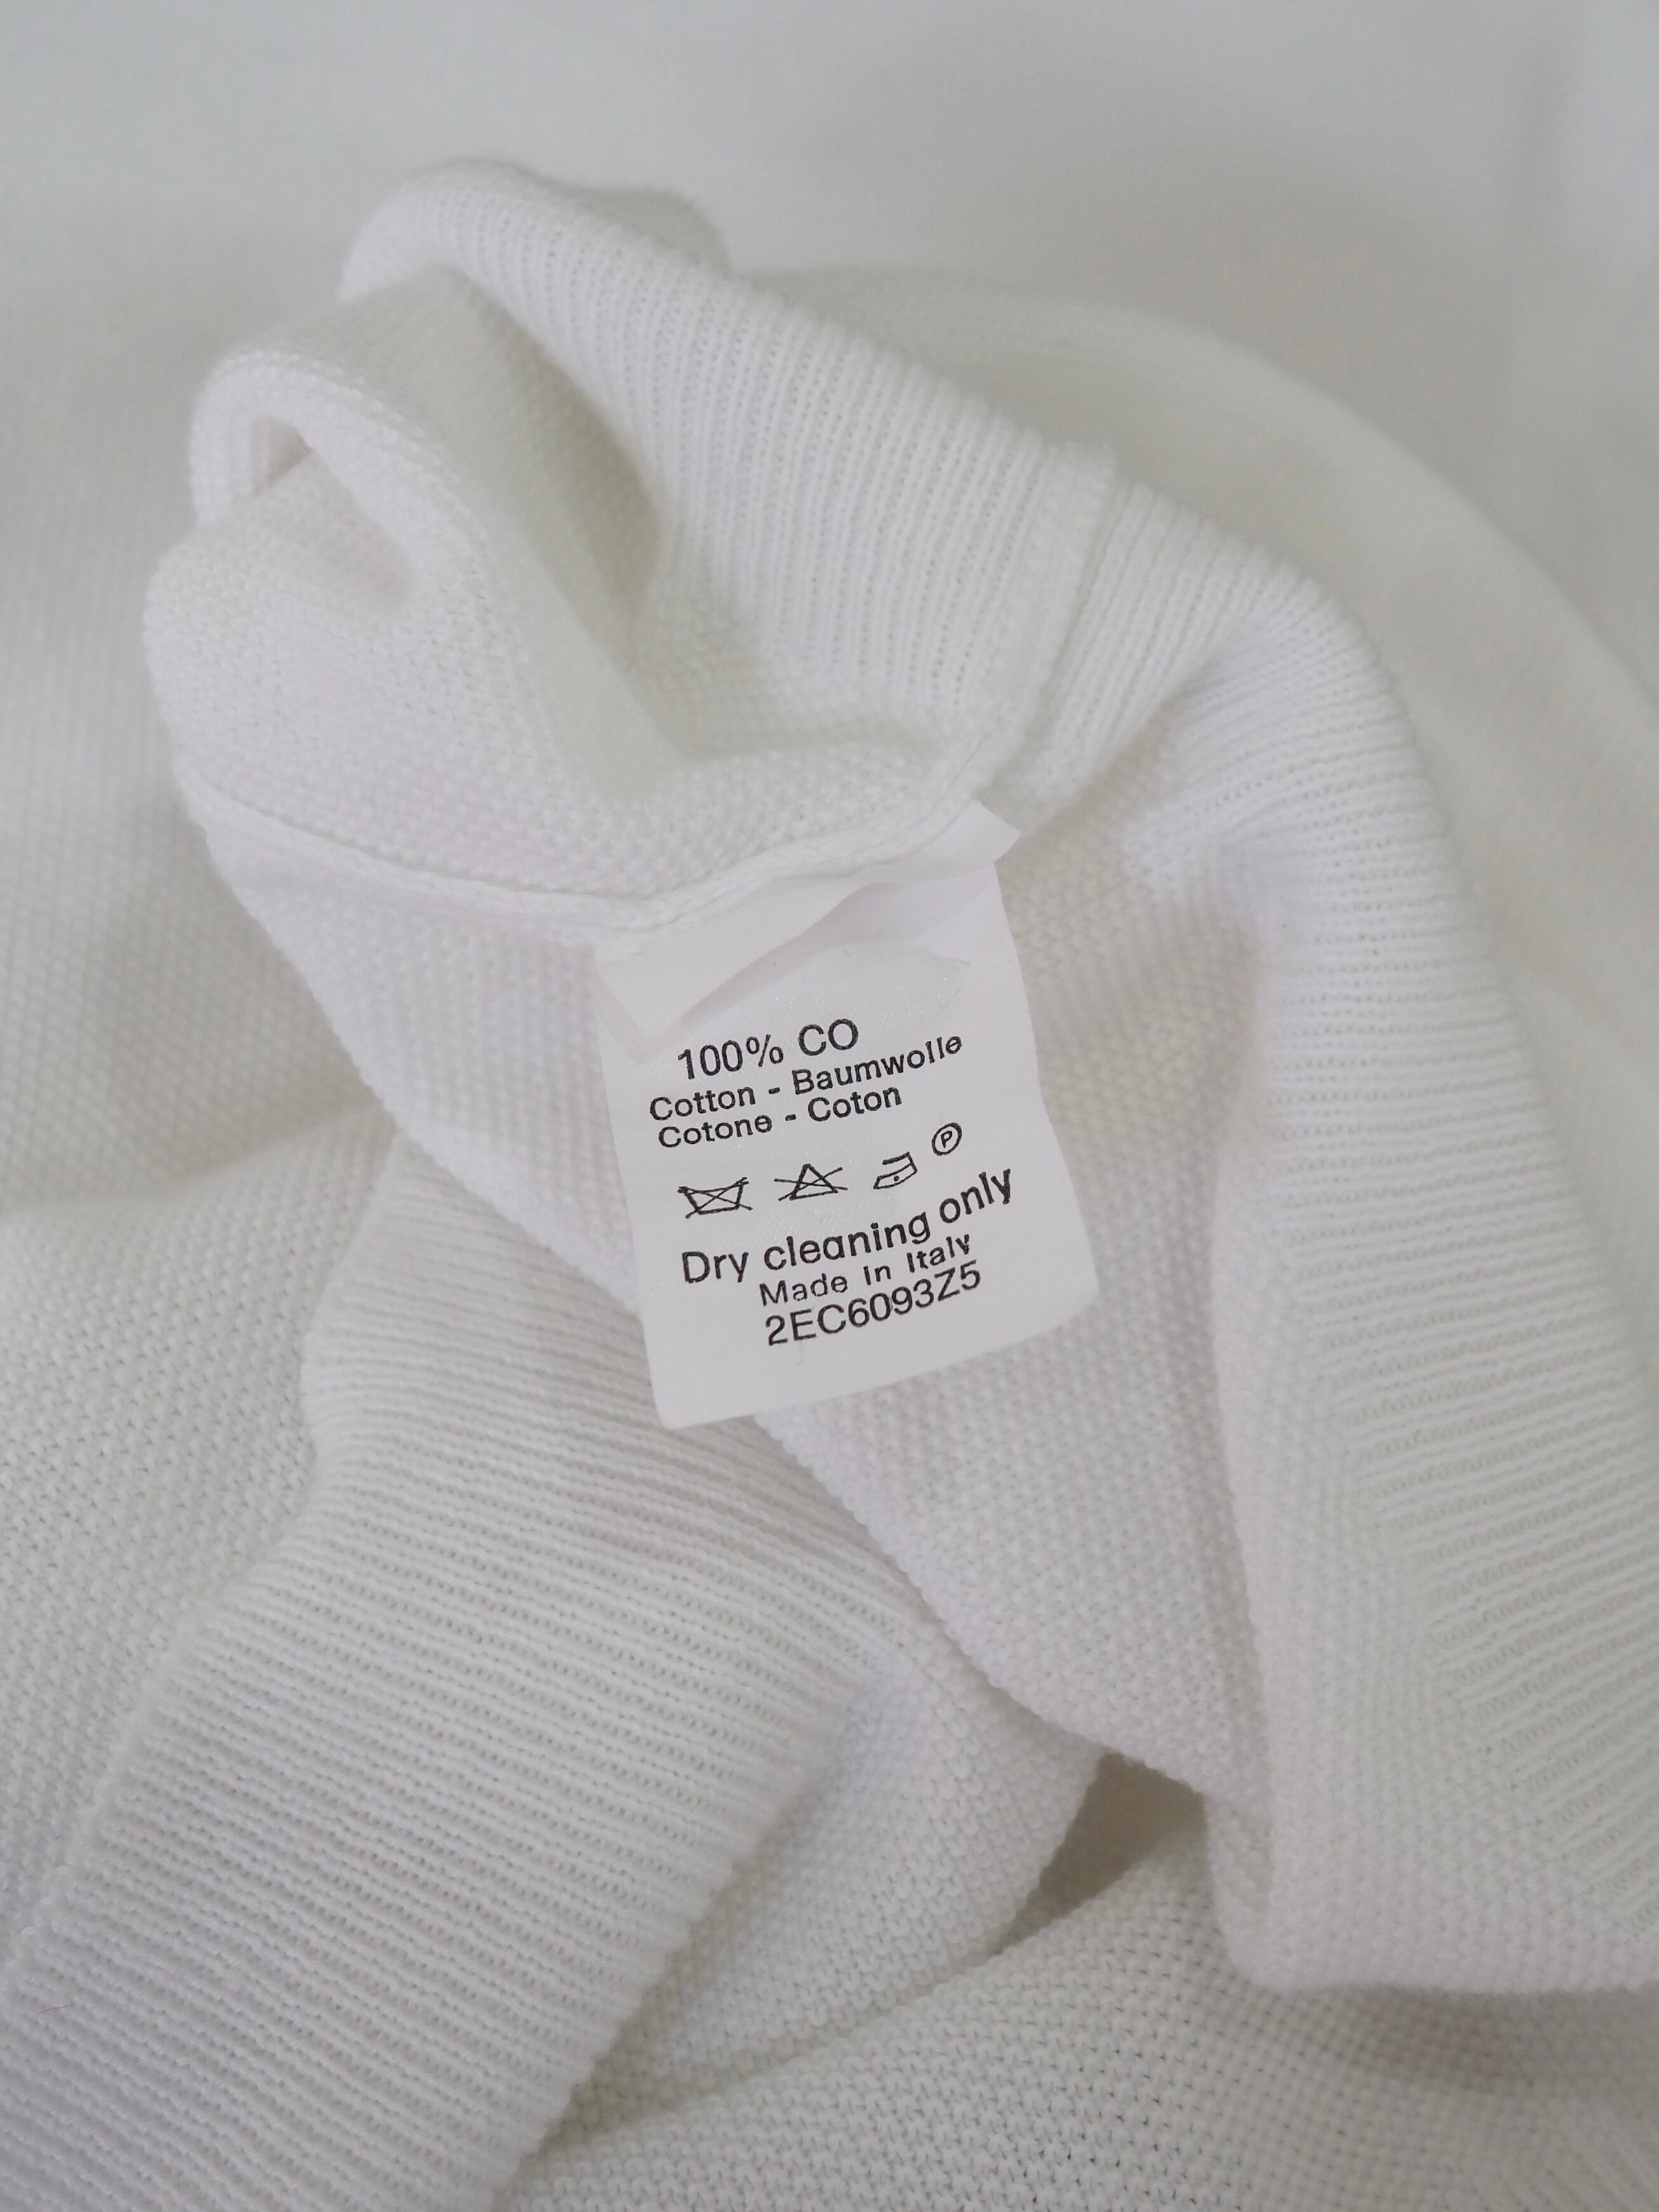 100% CO
Cotton - Baumwolle
Cotone - Coton
P
Dry cleaning only
Made in Italy
2EC6093Z5